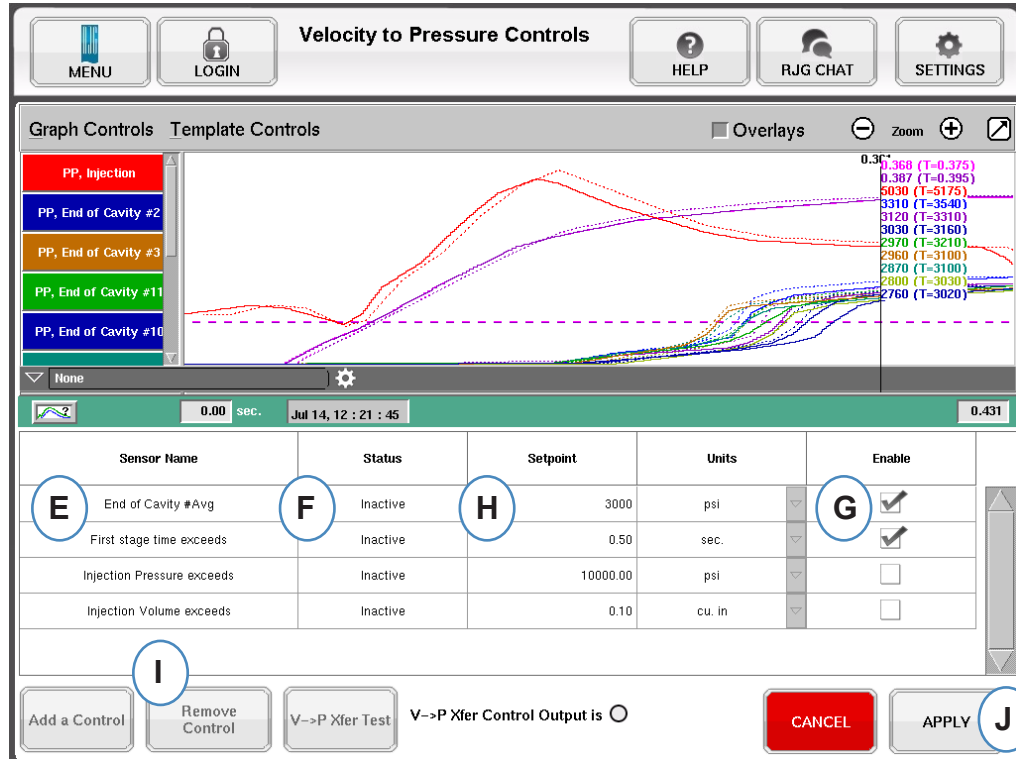 Velocity to Pressure Controls
MENU
LOGIN
HELP
RJG CHAT
SETTINGS
Graph Controls Template Controls
Overlays
Zoom
PP, Injection
PP, End of Cavity #2
PP, End of Cavity #3
PP, End of Cavity #11
PP, End of Cavity #10
0.368 (T=0.375)
0.387 (T=0.395)
5030 (T=5175)
3310 (T=3540)
3120 (T=3310)
3030 (T=3160)
2970 (T=3210)
2960 (T=3100)
2870 (T=3100)
2800 (T=3030)
2760 (T=3020)
None
?
0.00 sec.
Jul 14, 12 : 21 : 45
0.431
Sensor Name Status Setpoint Units Enable
E End of Cavity #Avg F Inactive H 3000 psi G
First stage time exceeds Inactive 0.50 sec.
Injection Pressure exceeds Inactive 10000.00 psi
Injection Volume exceeds Inactive 0.10 cu. in
I
Add a Control
Remove
Control
V->P Xfer Test
V->P Xfer Control Output is
CANCEL
APPLY
J